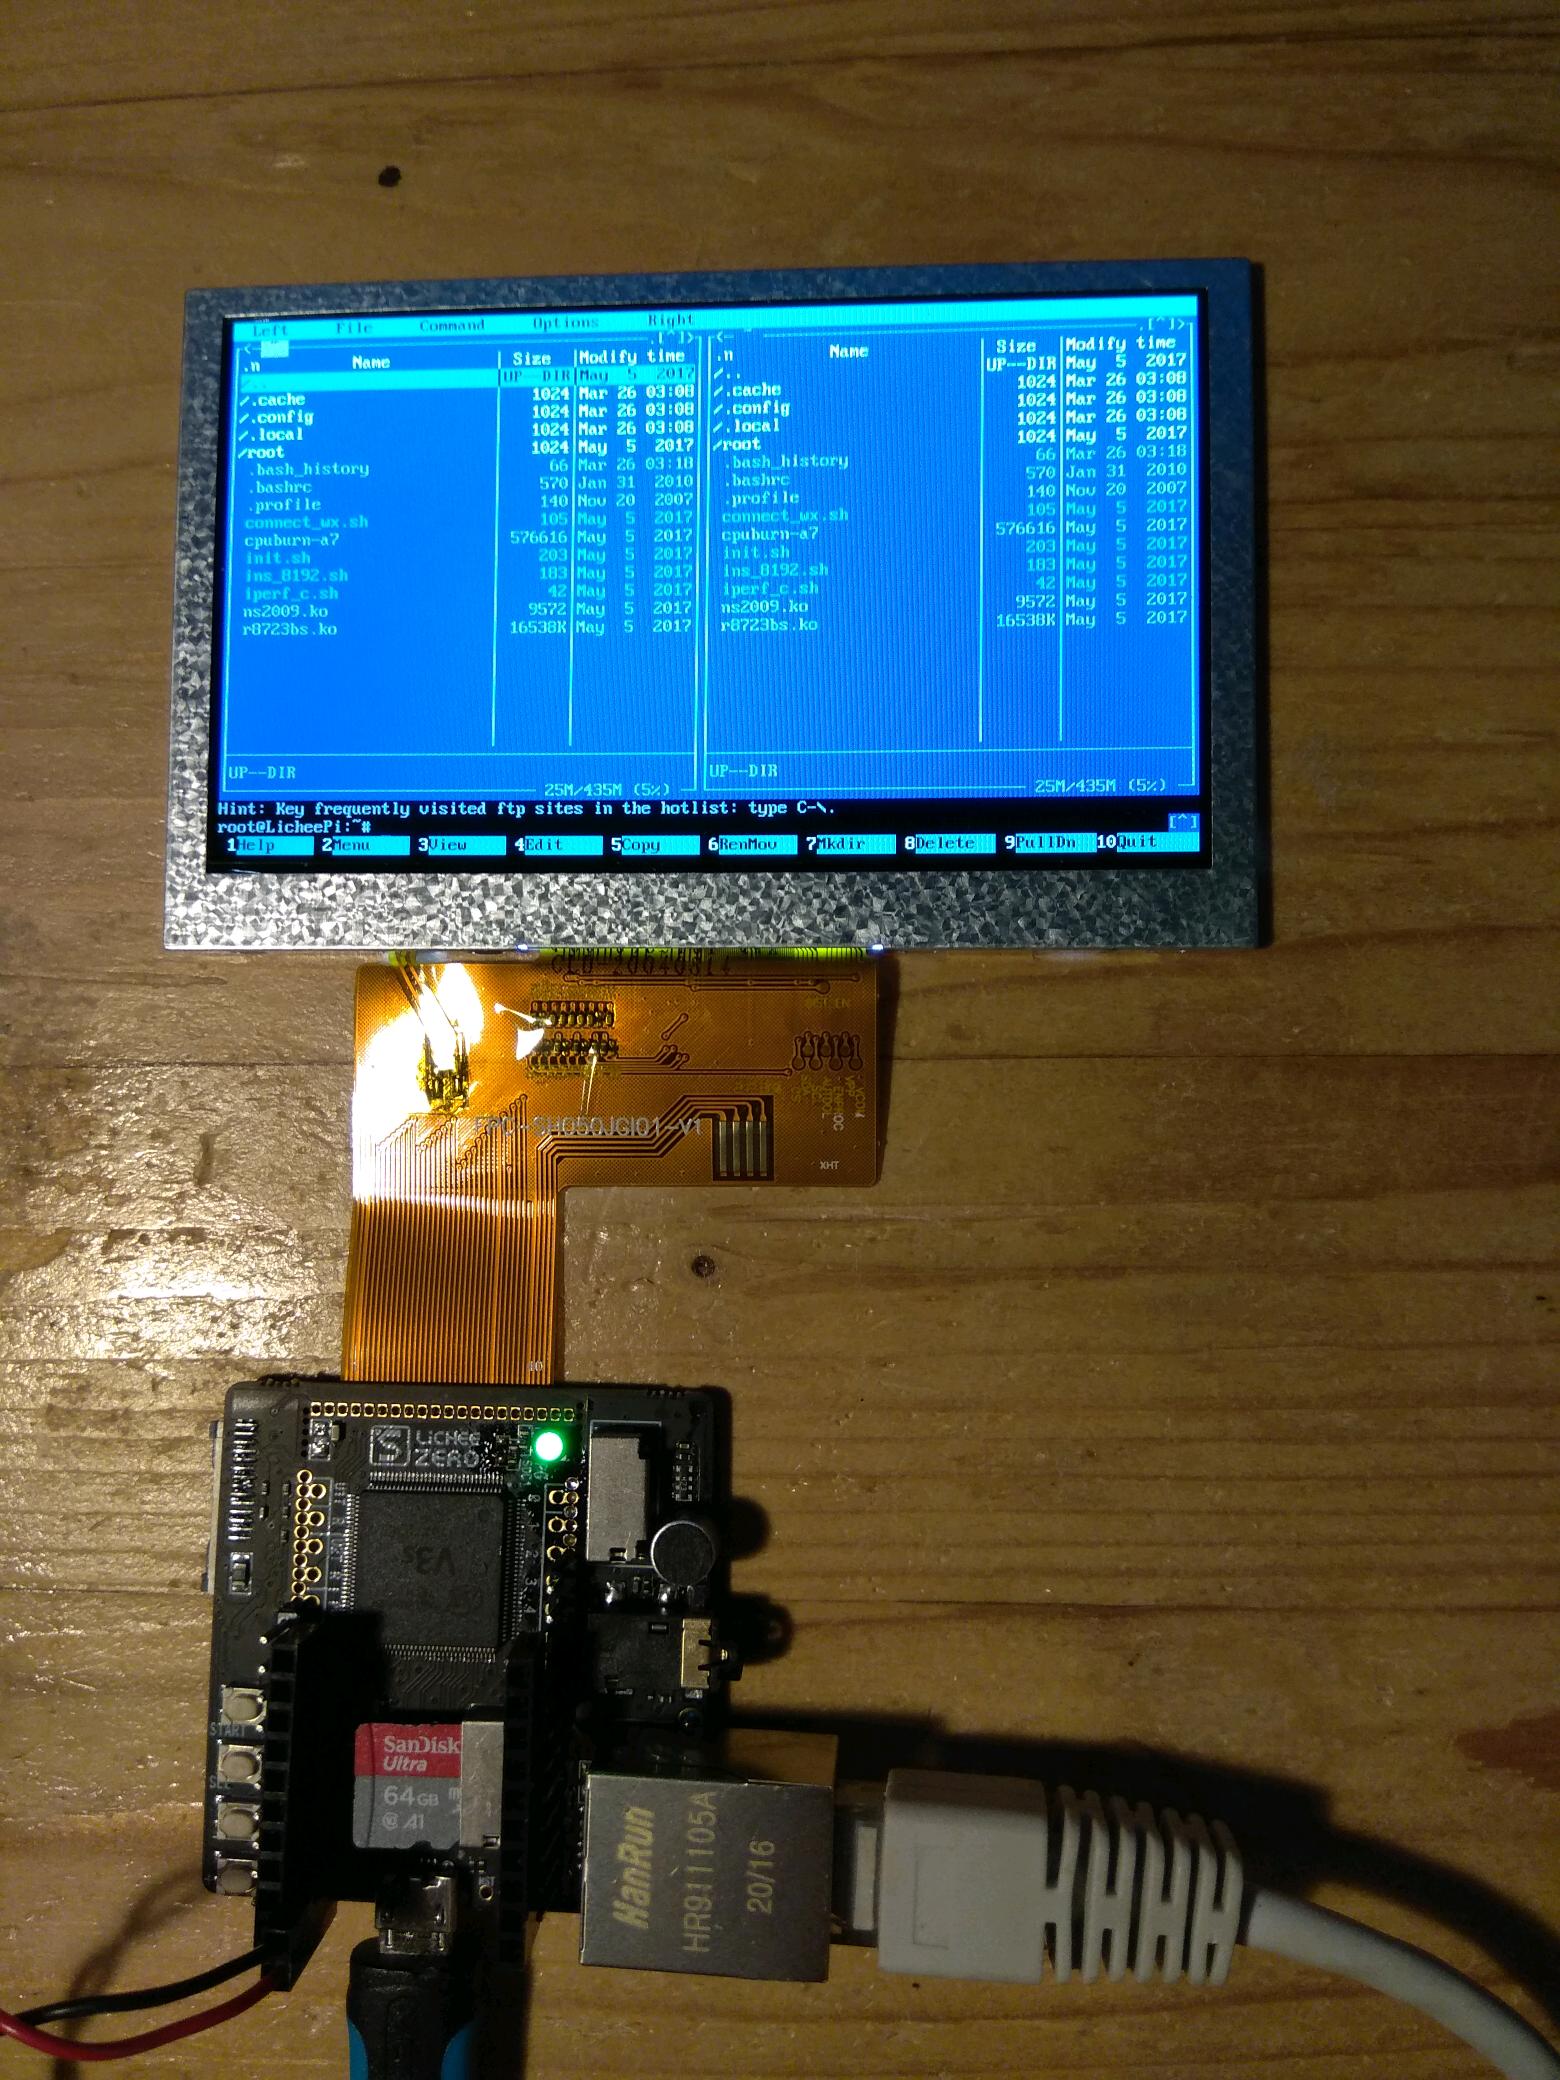 Left File Command Options Right
<- .[^]> <- .[^]>
.n Name Size Modify time .n Name Size Modify time
/.. UP--DIR May 5 2017 /.. UP--DIR May 5 2017
/.cache 1024 Mar 26 03:08 /.cache 1024 Mar 26 03:08
/.config 1024 Mar 26 03:08 /.config 1024 Mar 26 03:08
/.local 1024 Mar 26 03:08 /.local 1024 Mar 26 03:08
/root 1024 May 5 2017 /root 1024 May 5 2017
.bash_history 66 Mar 26 03:18 .bash_history 66 Mar 26 03:18
.bashrc 570 Jan 31 2010 .bashrc 570 Jan 31 2010
.profile 140 Nov 20 2007 .profile 140 Nov 20 2007
connect_wx.sh 105 May 5 2017 connect_wx.sh 105 May 5 2017
cpuburn-a7 576616 May 5 2017 cpuburn-a7 576616 May 5 2017
init.sh 203 May 5 2017 init.sh 203 May 5 2017
ins_8192.sh 183 May 5 2017 ins_8192.sh 183 May 5 2017
iperf_c.sh 42 May 5 2017 iperf_c.sh 42 May 5 2017
ns2009.ko 9572 May 5 2017 ns2009.ko 9572 May 5 2017
r8723bs.ko 16538K May 5 2017 r8723bs.ko 16538K May 5 2017
UP--DIR UP--DIR
25M/435M (5%) 25M/435M (5%)
Hint: Key frequently visited ftp sites in the hotlist: type C-\.
root@LicheePi:~# [^]
1Help 2Menu 3View 4Edit 5Copy 6RenMov 7Mkdir 8Delete 9PullDn 10Quit
FPC-SH050JGI01-V1
XHT
LiCHEE
ZERO
V3s
START
SanDisk
Ultra
64GB
A1
HanRun
HR911105A
20/16